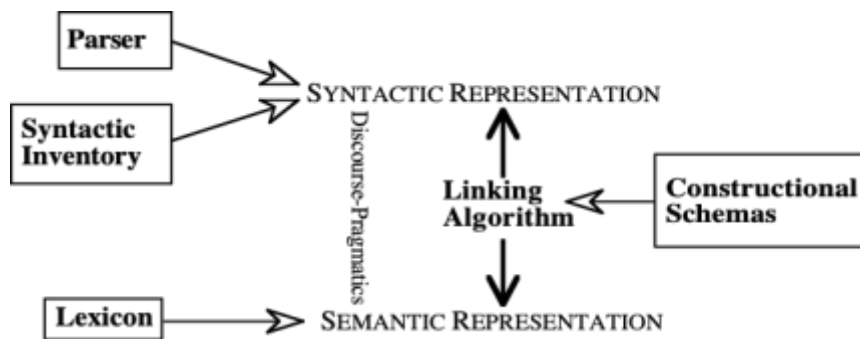 Parser
SYNTACTIC REPRESENTATION
Syntactic
Inventory
Discourse-Pragmatics
Linking
Algorithm
Constructional
Schemas
Lexicon
SEMANTIC REPRESENTATION